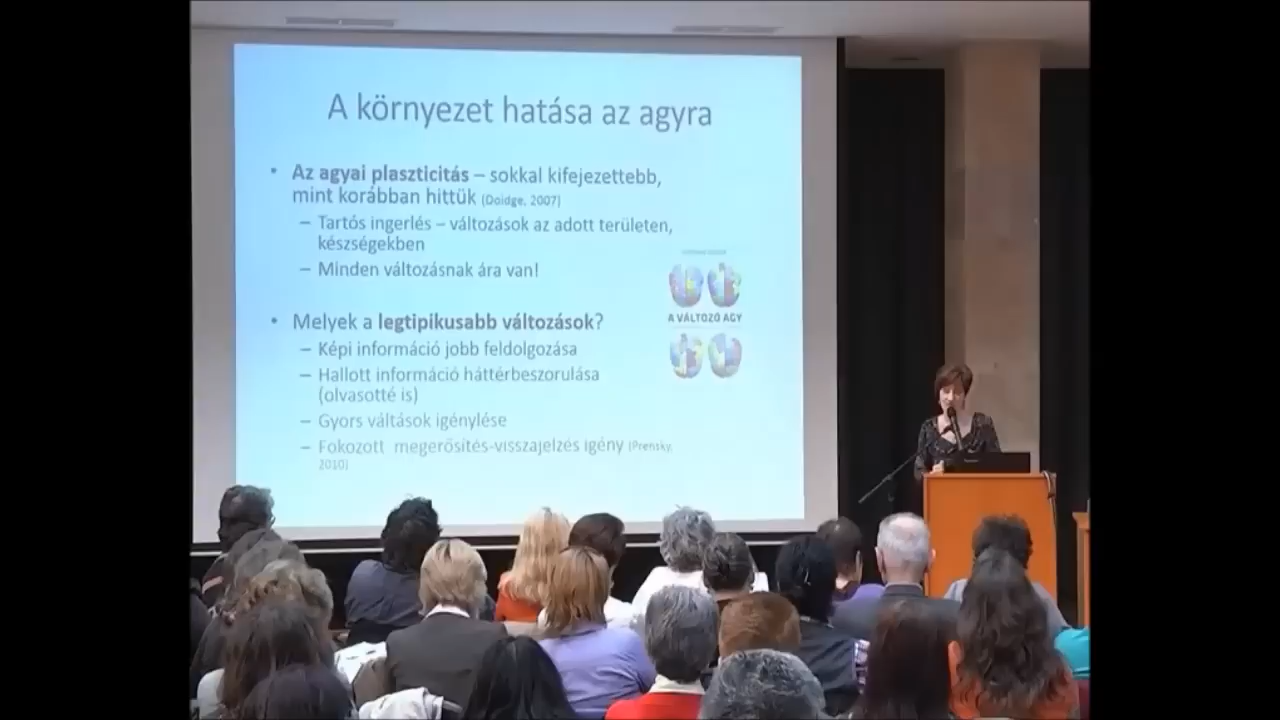 A környezet hatása az agyra
• Az agyai plaszticitás – sokkal kifejezettebb,
mint korábban hittük (Doidge, 2007)
– Tartós ingerlés – változások az adott területen,
készségekben
– Minden változásnak ára van!
A VÁLTOZÓ AGY
• Melyek a legtipikusabb változások?
– Képi információ jobb feldolgozása
– Hallott információ háttérbeszorulása
(olvasotté is)
– Gyors váltások igénylése
– Fokozott megerősítés-visszajelzés igény (Prensky,
2010)